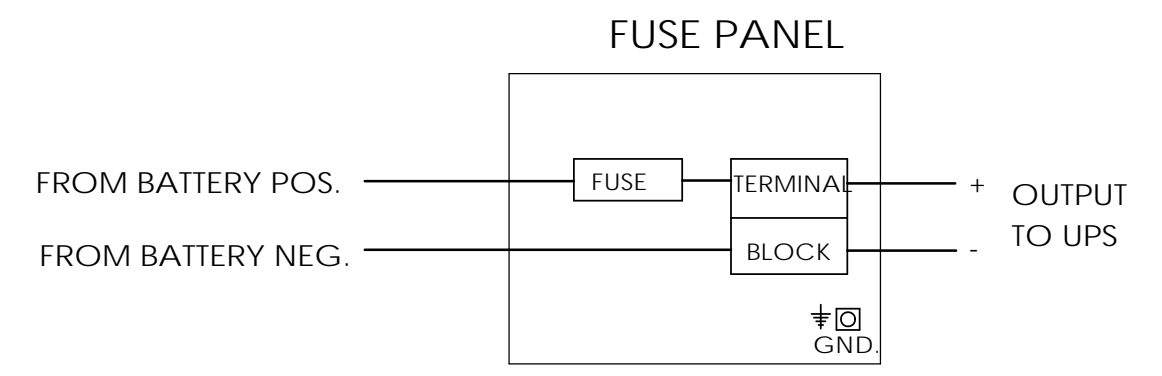 FUSE PANEL
FROM BATTERY POS.
FUSE
TERMINAL
+
OUTPUT
TO UPS
FROM BATTERY NEG.
BLOCK
-
GND.